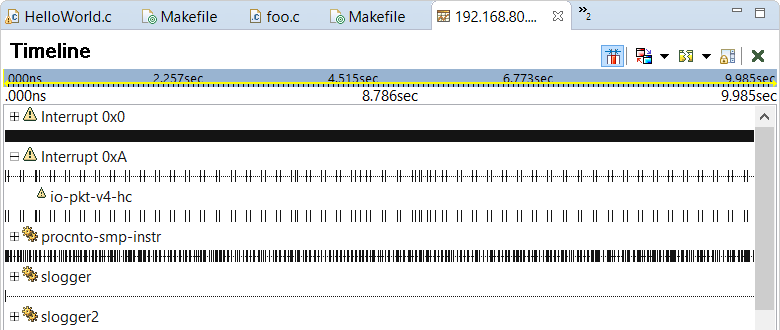 HelloWorld.c Makefile foo.c Makefile 192.168.80.... »2
Timeline
.000ns 2.257sec 4.515sec 6.773sec 9.985sec
.000ns 8.786sec 9.985sec
Interrupt 0x0
Interrupt 0xA
io-pkt-v4-hc
procnto-smp-instr
slogger
slogger2